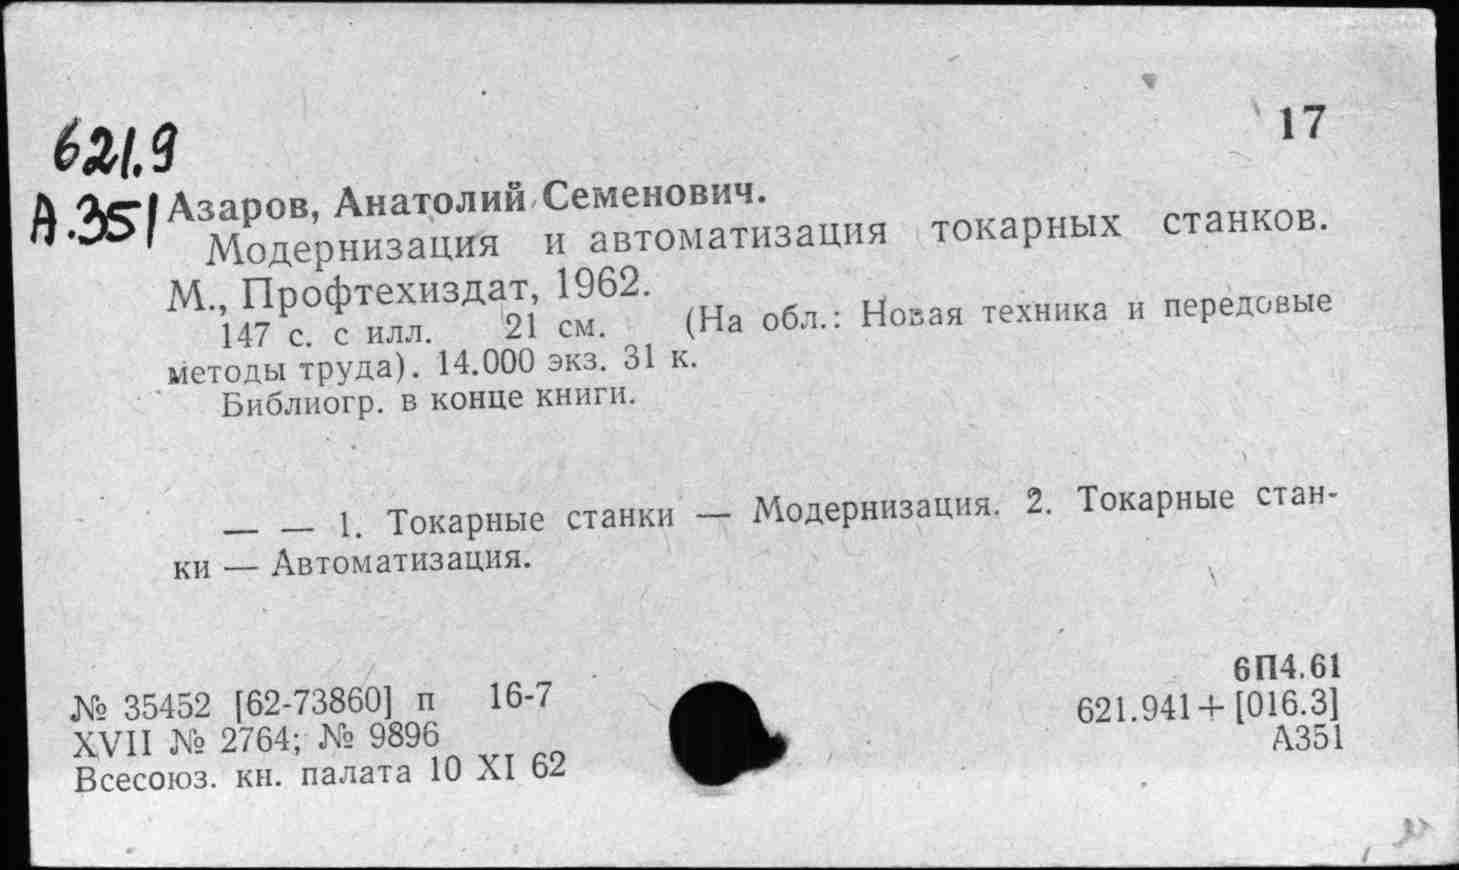 17
621.9
А.351
Азаров, Анатолий Семенович.
Модернизация и автоматизация токарных станков.
М., Профтехиздат, 1962.
147 с. с илл. 21 см. (На обл.: Новая техника и передовые
методы труда). 14.000 экз. 31 к.
Библиогр. в конце книги.
— — 1. Токарные станки — Модернизация. 2. Токарные стан-
ки — Автоматизация.
№ 35452 [62-73860] п 16-7
XVII № 2764; № 9896
Всесоюз. кн. палата 10 XI 62
6П4.61
621.941+[016.3]
А351